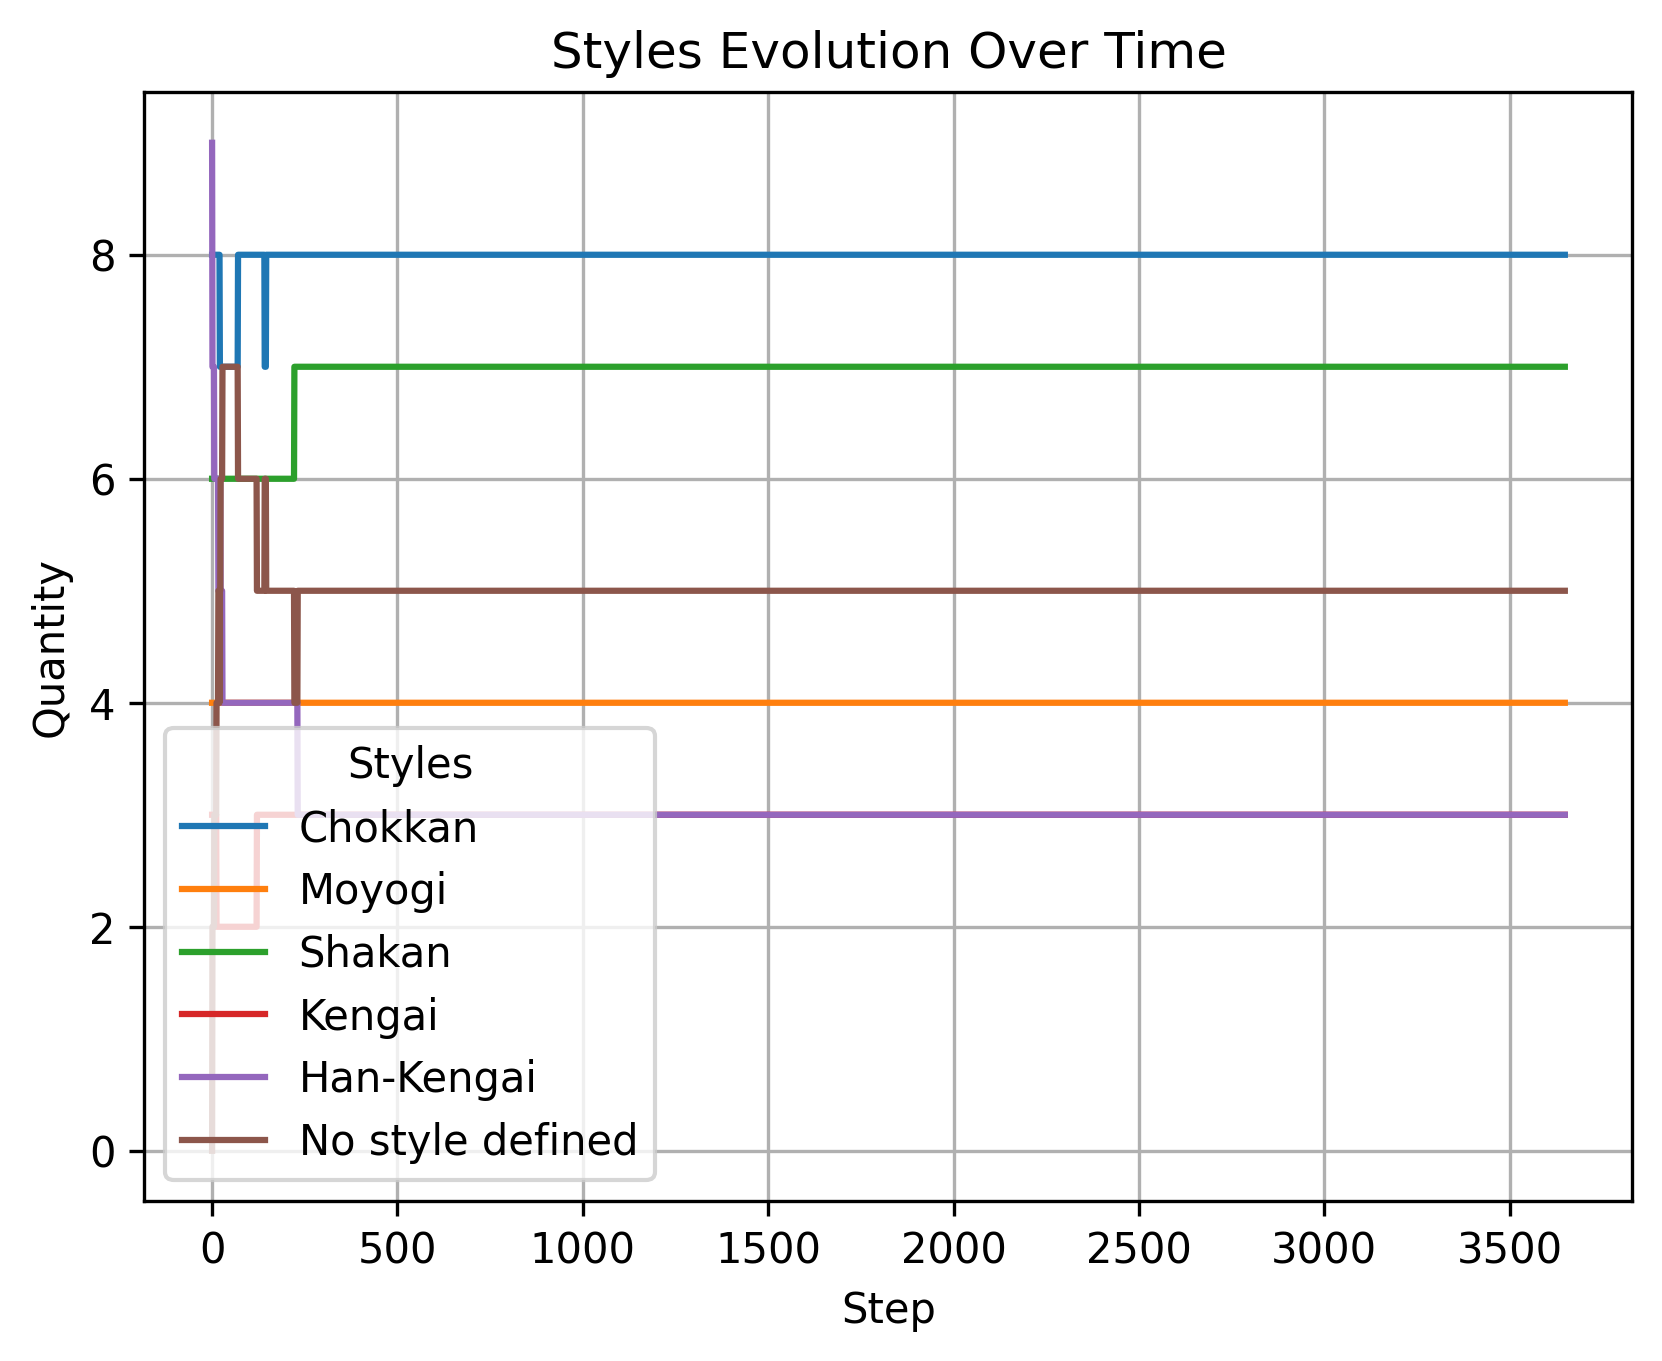 Styles Evolution Over Time
Quantity
8
6
4
2
0
Styles
Chokkan
Moyogi
Shakan
Kengai
Han-Kengai
No style defined
0 500 1000 1500 2000 2500 3000 3500
Step